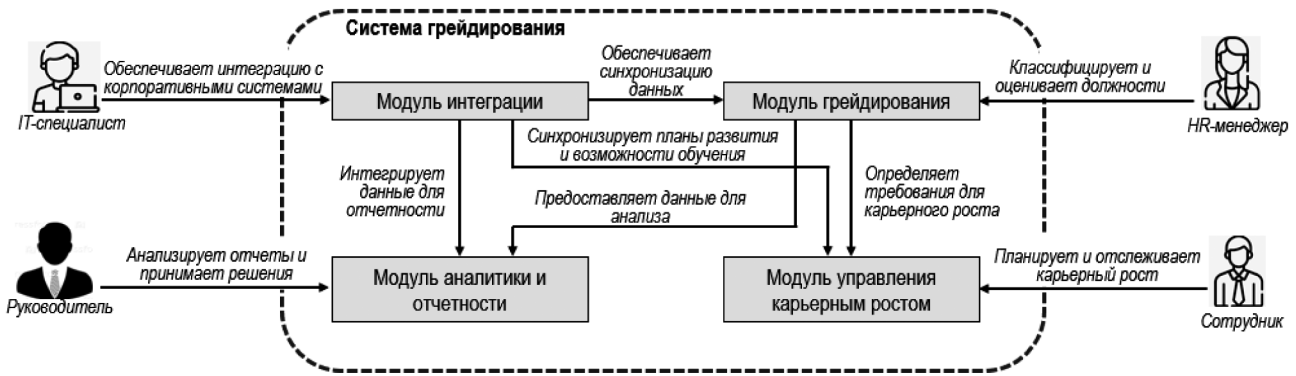 Система грейдирования
Обеспечивает интеграцию с
корпоративными системами
IT-специалист
Модуль интеграции
Обеспечивает
синхронизацию
данных
Модуль грейдирования
Классифицирует и
оценивает должности
HR-менеджер
Синхронизирует планы развития
и возможности обучения
Интегрирует
данные для
отчетности
Предоставляет данные для
анализа
Определяет
требования для
карьерного роста
Анализирует отчеты и
принимает решения
Руководитель
Модуль аналитики и
отчетности
Модуль управления
карьерным ростом
Планирует и отслеживает
карьерный рост
Сотрудник